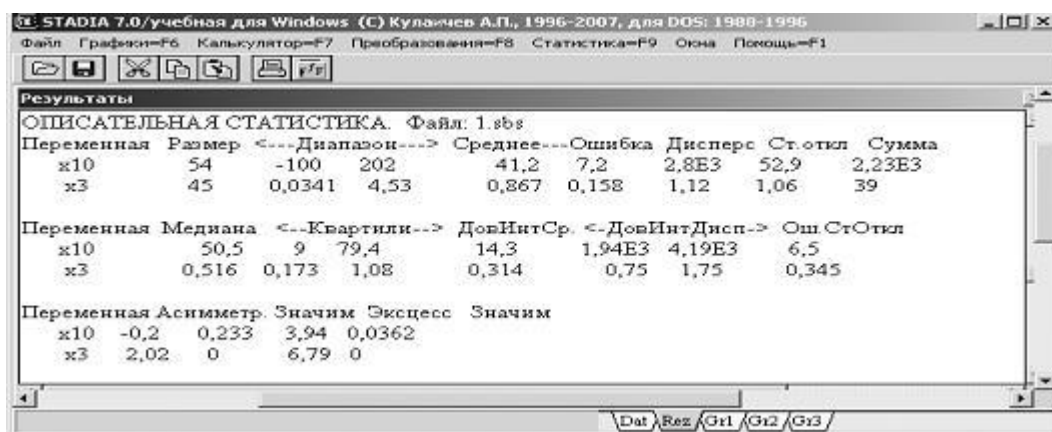 STADIA 7.0/учебная для Windows (C) Кулаичев А.П., 1996-2007, для DOS: 1988-1996
Файл Графики=F6 Калькулятор=F7 Преобразования=F8 Статистика=F9 Окна Помощь=F1
Результаты
ОПИСАТЕЛЬНАЯ СТАТИСТИКА. Файл: 1.sbs
Переменная Размер <---Диапазон---> Среднее---Ошибка Дисперс Ст.откл Сумма
x10 54 -100 202 41,2 7,2 2,8E3 52,9 2,23E3
x3 45 0,0341 4,53 0,867 0,158 1,12 1,06 39
Переменная Медиана <--Квартили--> ДовИнтСр. <-ДовИнтДисп-> Ош.СтОткл
x10 50,5 9 79,4 14,3 1,94E3 4,19E3 6,5
x3 0,516 0,173 1,08 0,314 0,75 1,75 0,345
Переменная Асимметр. Значим Эксцесс Значим
x10 -0,2 0,233 3,94 0,0362
x3 2,02 0 6,79 0
Dat Rez Gr1 Gr2 Gr3